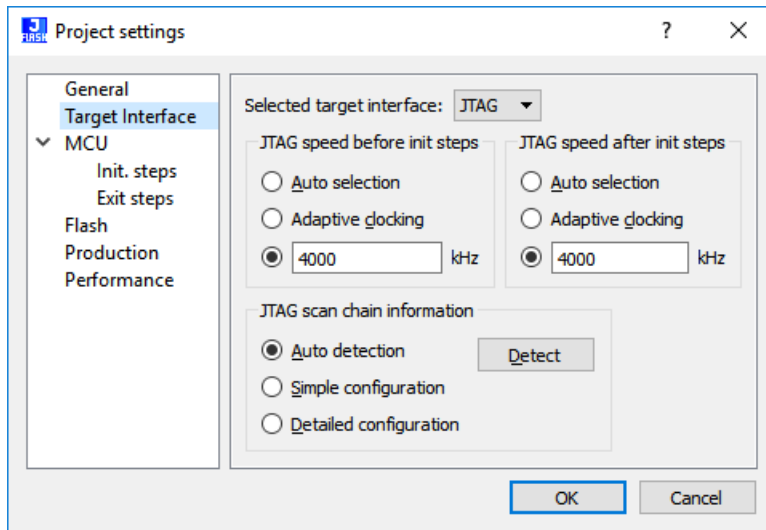 J
FLASH
Project settings
?
General
Target Interface
MCU
Init. steps
Exit steps
Flash
Production
Performance
Selected target interface: JTAG
JTAG speed before init steps
Auto selection
Adaptive clocking
4000 kHz
JTAG speed after init steps
Auto selection
Adaptive clocking
4000 kHz
JTAG scan chain information
Auto detection
Detect
Simple configuration
Detailed configuration
OK
Cancel